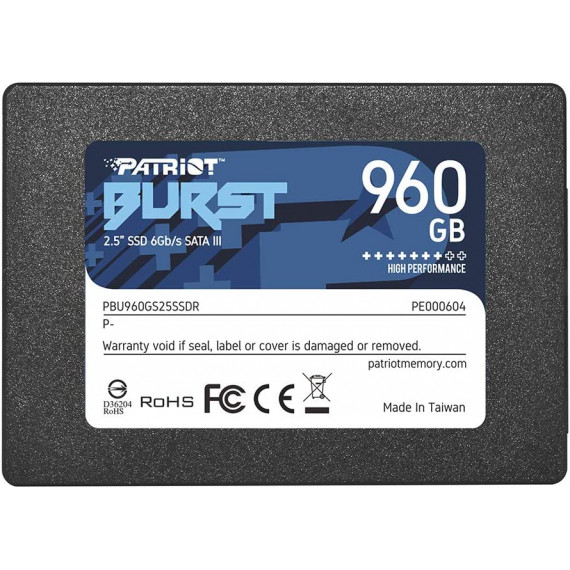 PATRIOT™
BURST
2.5" SSD 6Gb/s SATA III
960
GB
HIGH PERFORMANCE
PBU960GS25SSDR PE000604
P-
Warranty void if seal, label or cover is damaged or removed.
patriotmemory.com
D36204
RoHS
RoHS FC CE
Made In Taiwan